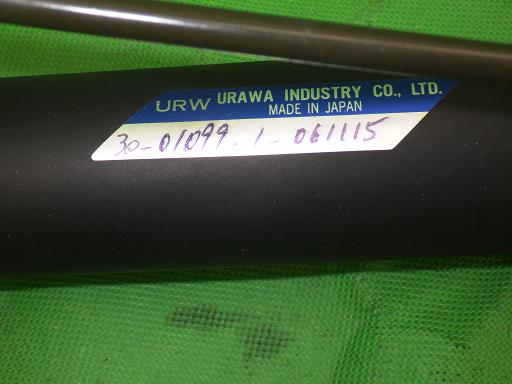 URW URAWA INDUSTRY CO., LTD.
MADE IN JAPAN
30-01099-1-061115